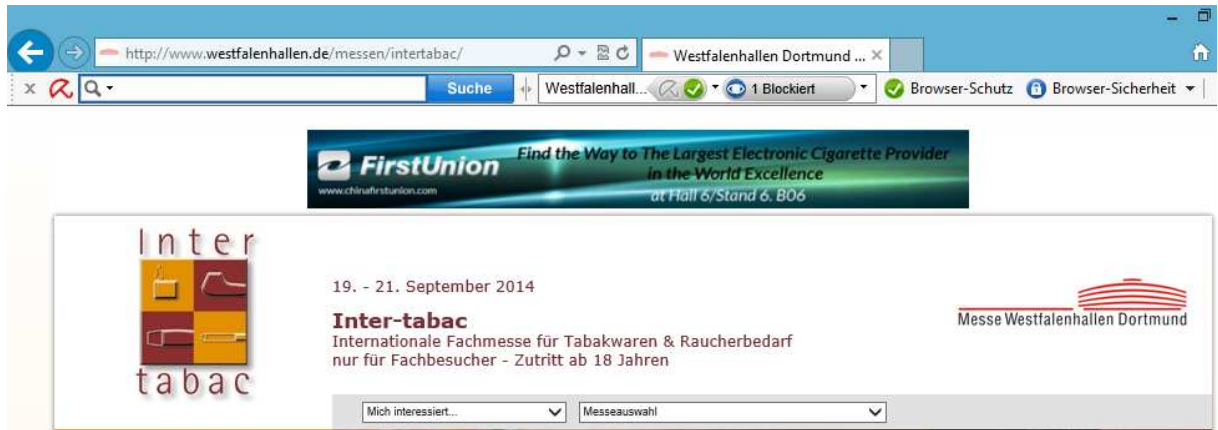 http://www.westfalenhallen.de/messen/intertabac/
Westfalenhallen Dortmund ...
Suche
Westfalenhall...
1 Blockiert
Browser-Schutz
Browser-Sicherheit
FirstUnion
www.chinafirstunion.com
Find the Way to The Largest Electronic Cigarette Provider
in the World Excellence
at Hall 6/Stand 6. B06
Inter
tabac
19. - 21. September 2014
Inter-tabac
Internationale Fachmesse für Tabakwaren & Raucherbedarf
nur für Fachbesucher - Zutritt ab 18 Jahren
Messe Westfalenhallen Dortmund
Mich interessiert...
Messeauswahl